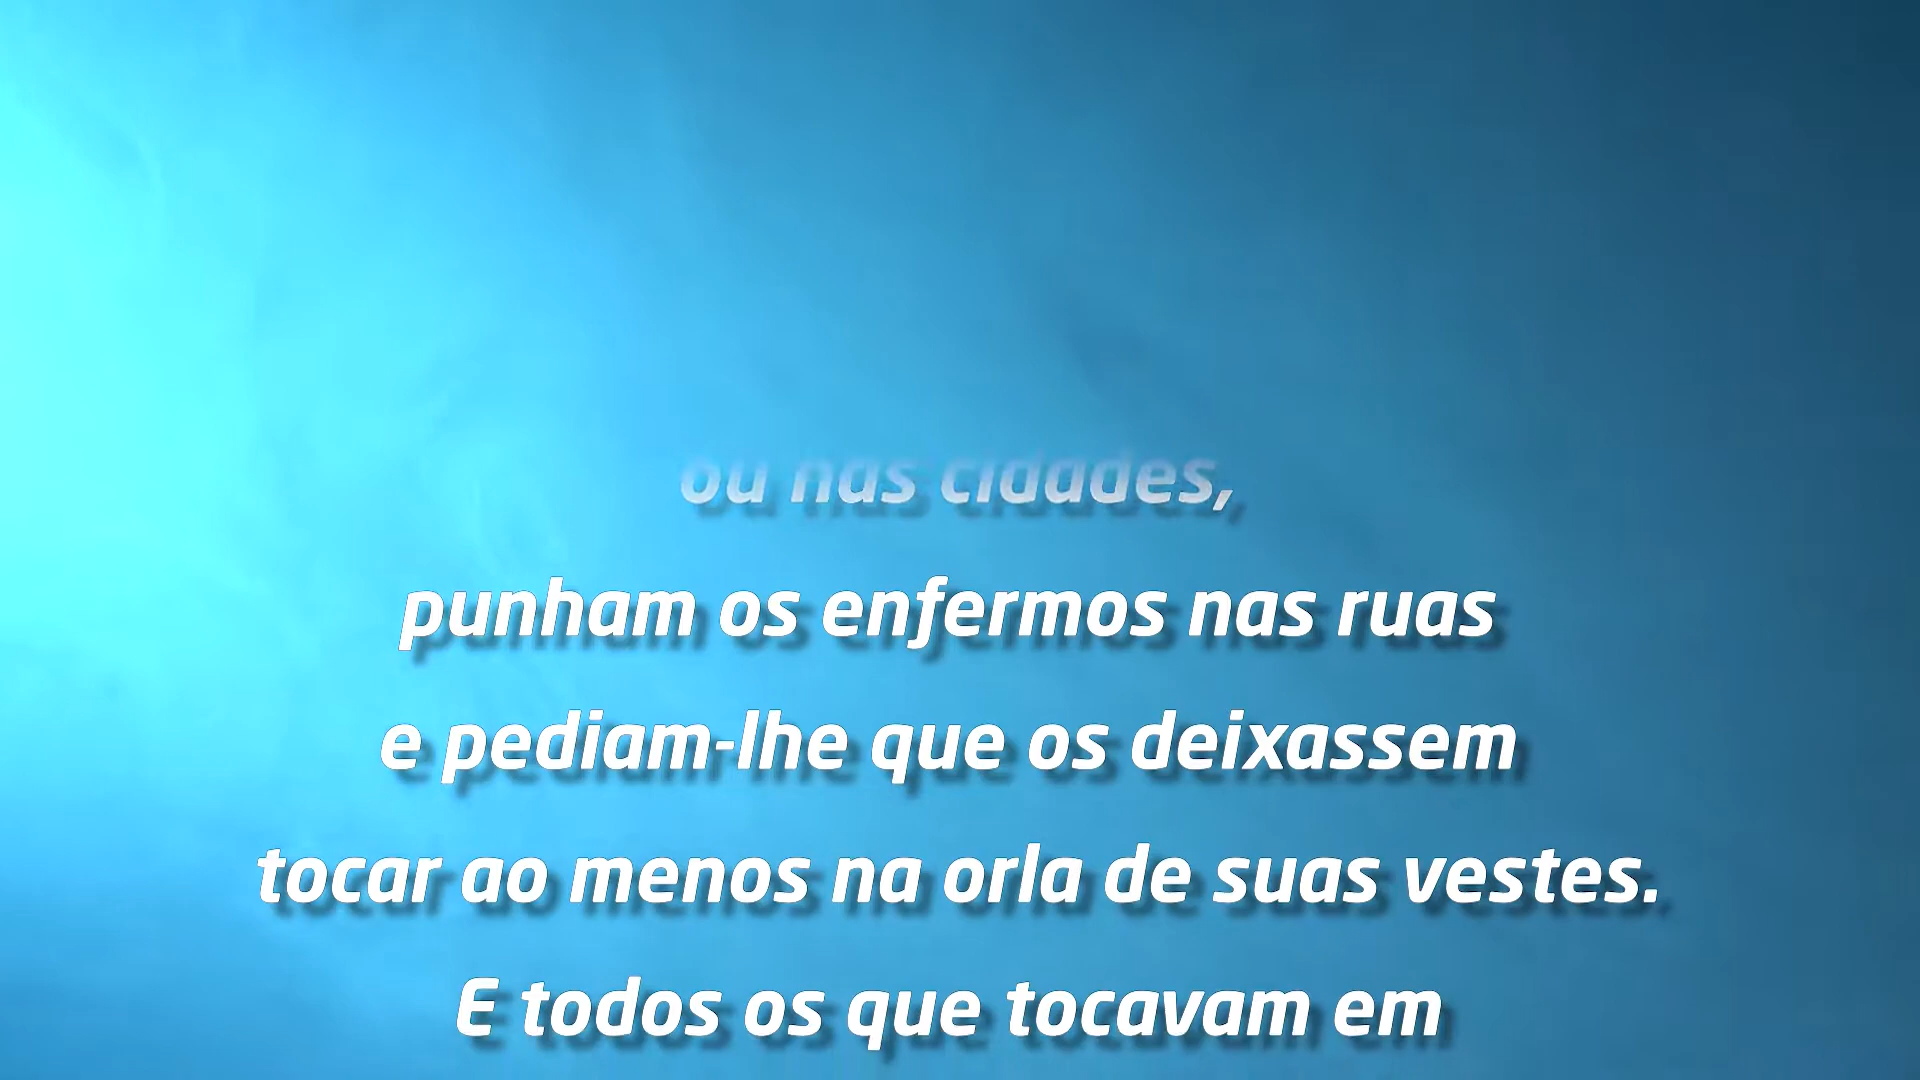 ou nas cidades,
punham os enfermos nas ruas
e pediam-lhe que os deixassem
tocar ao menos na orla de suas vestes.
E todos os que tocavam em